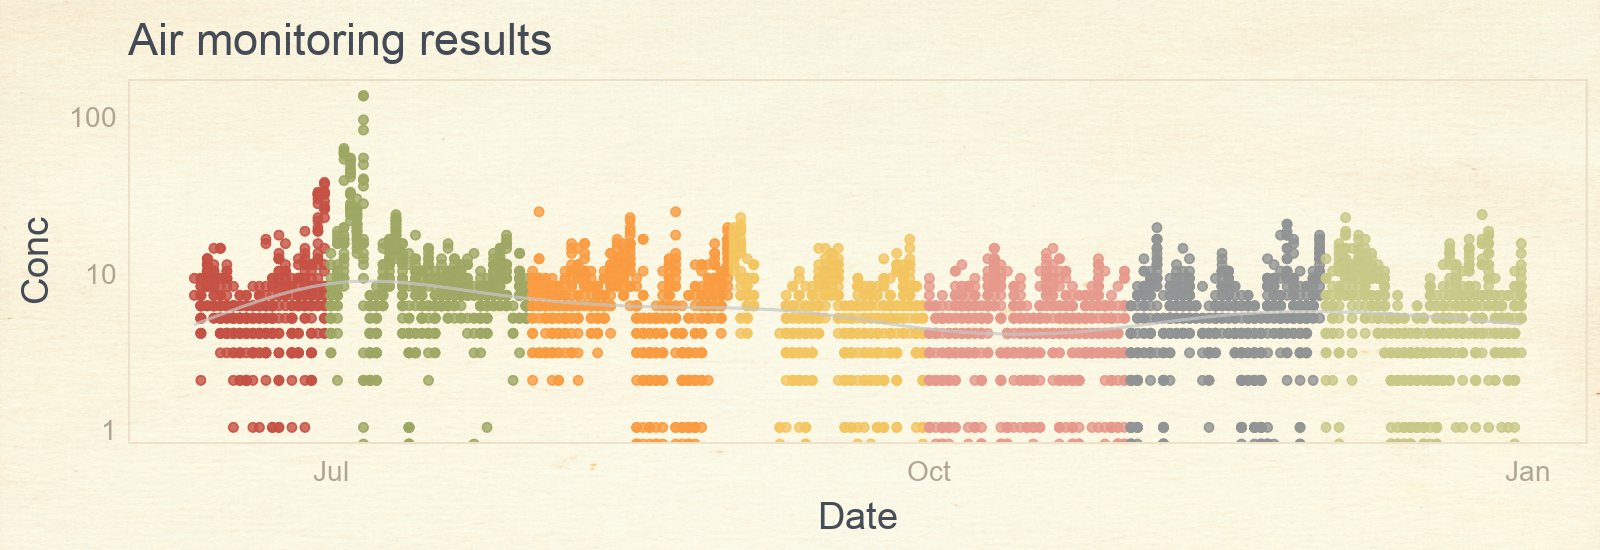 Air monitoring results
100
10
1
Conc
Jul
Oct
Jan
Date